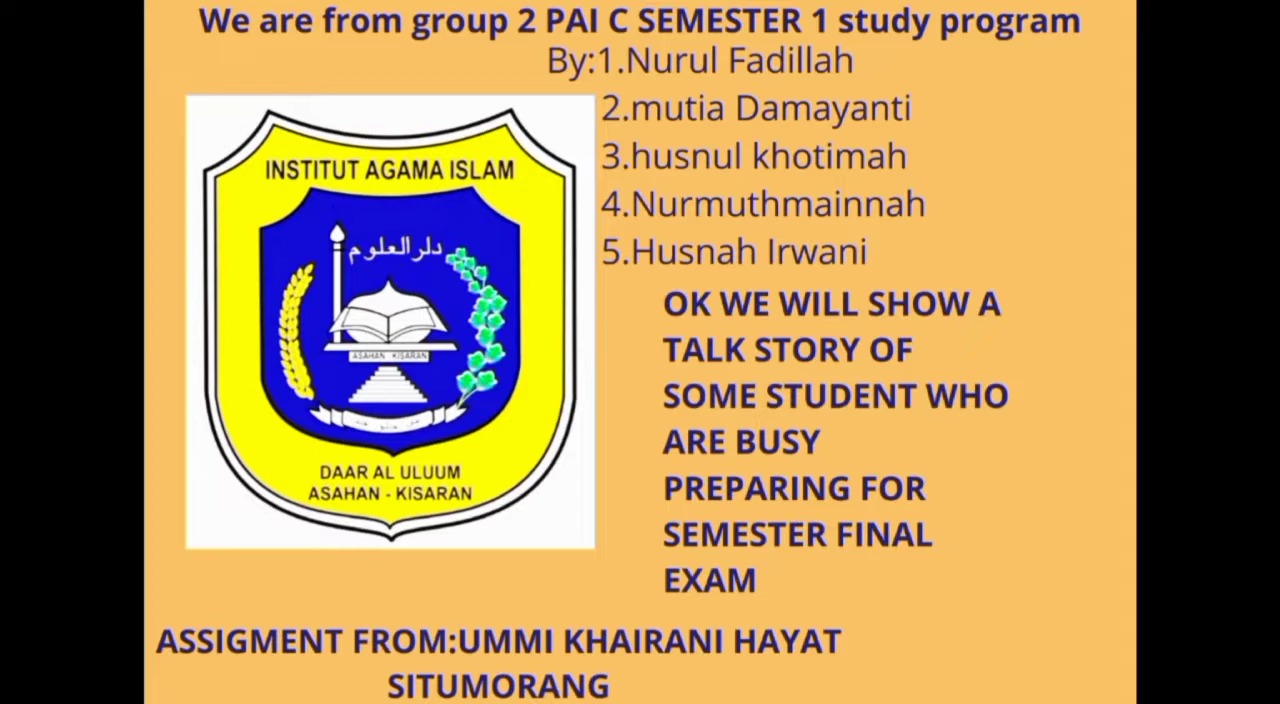 We are from group 2 PAI C SEMESTER 1 study program
By:1.Nurul Fadillah
2.mutia Damayanti
3.husnul khotimah
4.Nurmuthmainnah
5.Husnah Irwani
INSTITUT AGAMA ISLAM
دار العلوم
ASAHAN KISARAN
DAAR AL ULUUM
ASAHAN - KISARAN
OK WE WILL SHOW A
TALK STORY OF
SOME STUDENT WHO
ARE BUSY
PREPARING FOR
SEMESTER FINAL
EXAM
ASSIGMENT FROM:UMMI KHAIRANI HAYAT
SITUMORANG